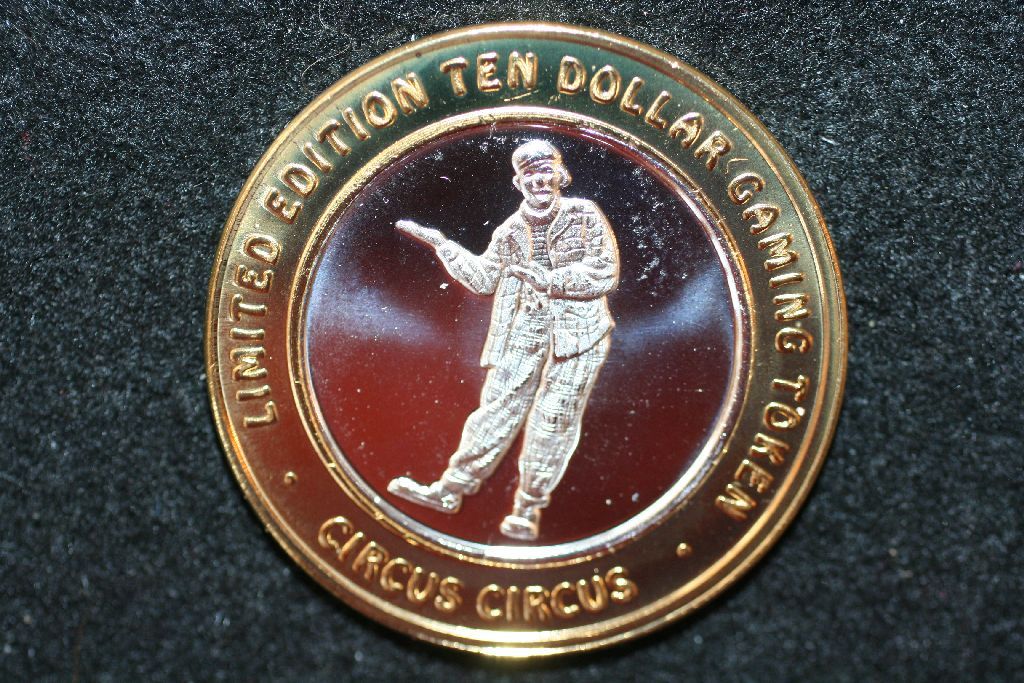 LIMITED EDITION TEN DOLLAR GAMING TOKEN
CIRCUS CIRCUS